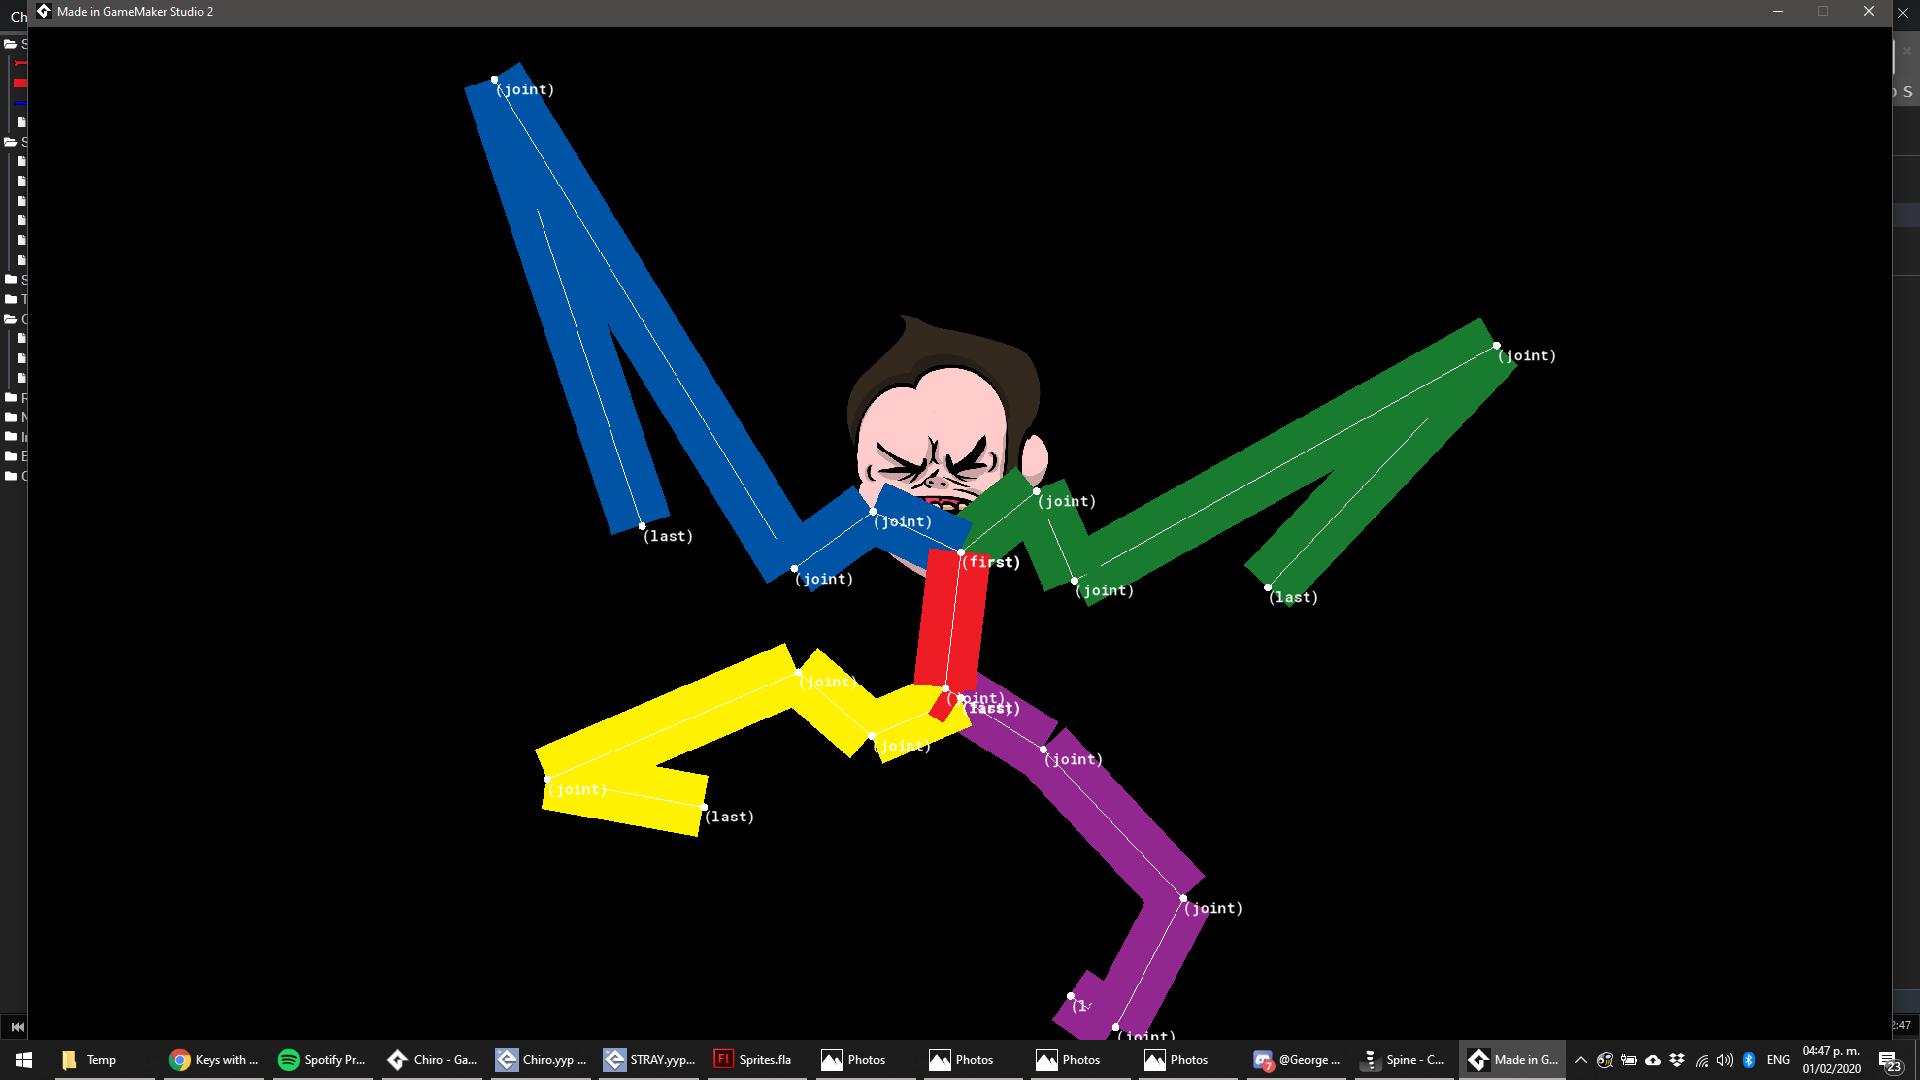 Ch
Made in GameMaker Studio 2
(joint)
(joint)
(joint)
(joint)
(first)
(joint)
(joint)
(last)
(joint)
(last)
(joint)
(joint)
(joint)
(joint)
(joint)
(last)
(joint)
(joint)
Temp
Keys with ...
Spotify Pr...
Chiro - Ga...
Chiro.yyp ...
STRAY.yyp...
Sprites.fla
Photos
Photos
Photos
Photos
@George ...
Spine - C...
Made in G...
ENG
04:47 p. m.
01/02/2020
23